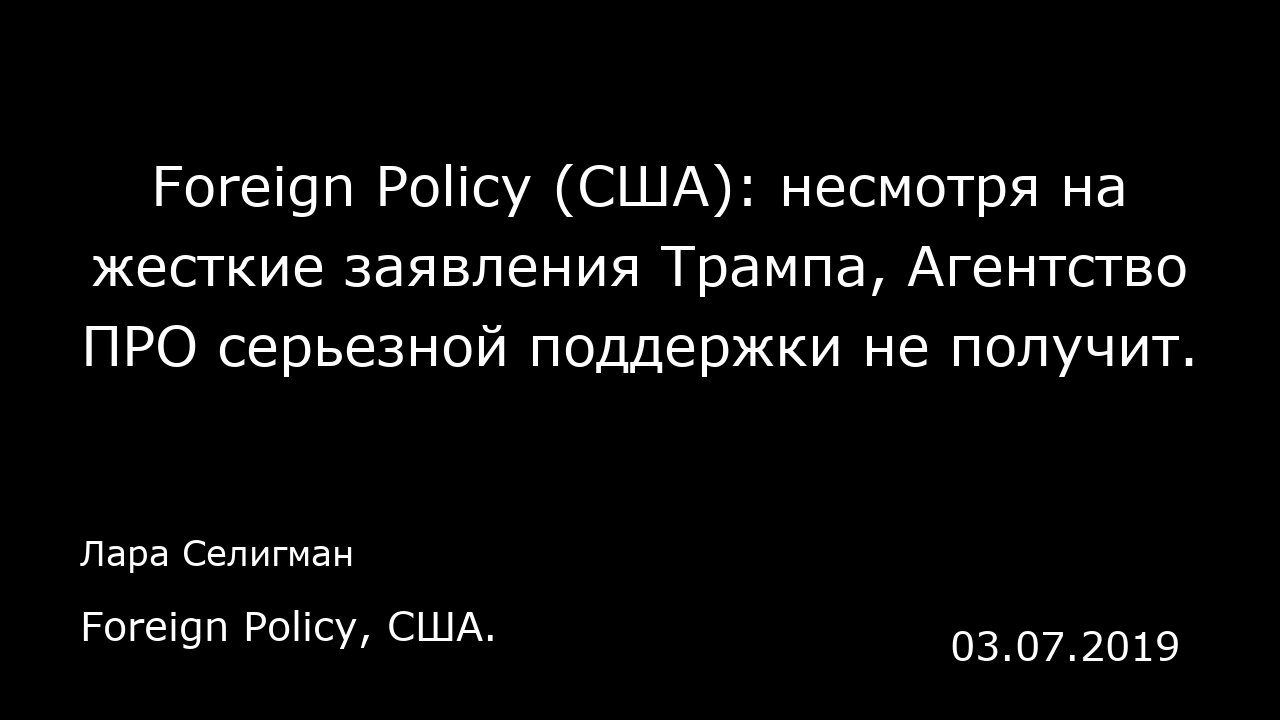 Foreign Policy (США): несмотря на
жесткие заявления Трампа, Агентство
ПРО серьезной поддержки не получит.
Лара Селигман
Foreign Policy, США.
03.07.2019